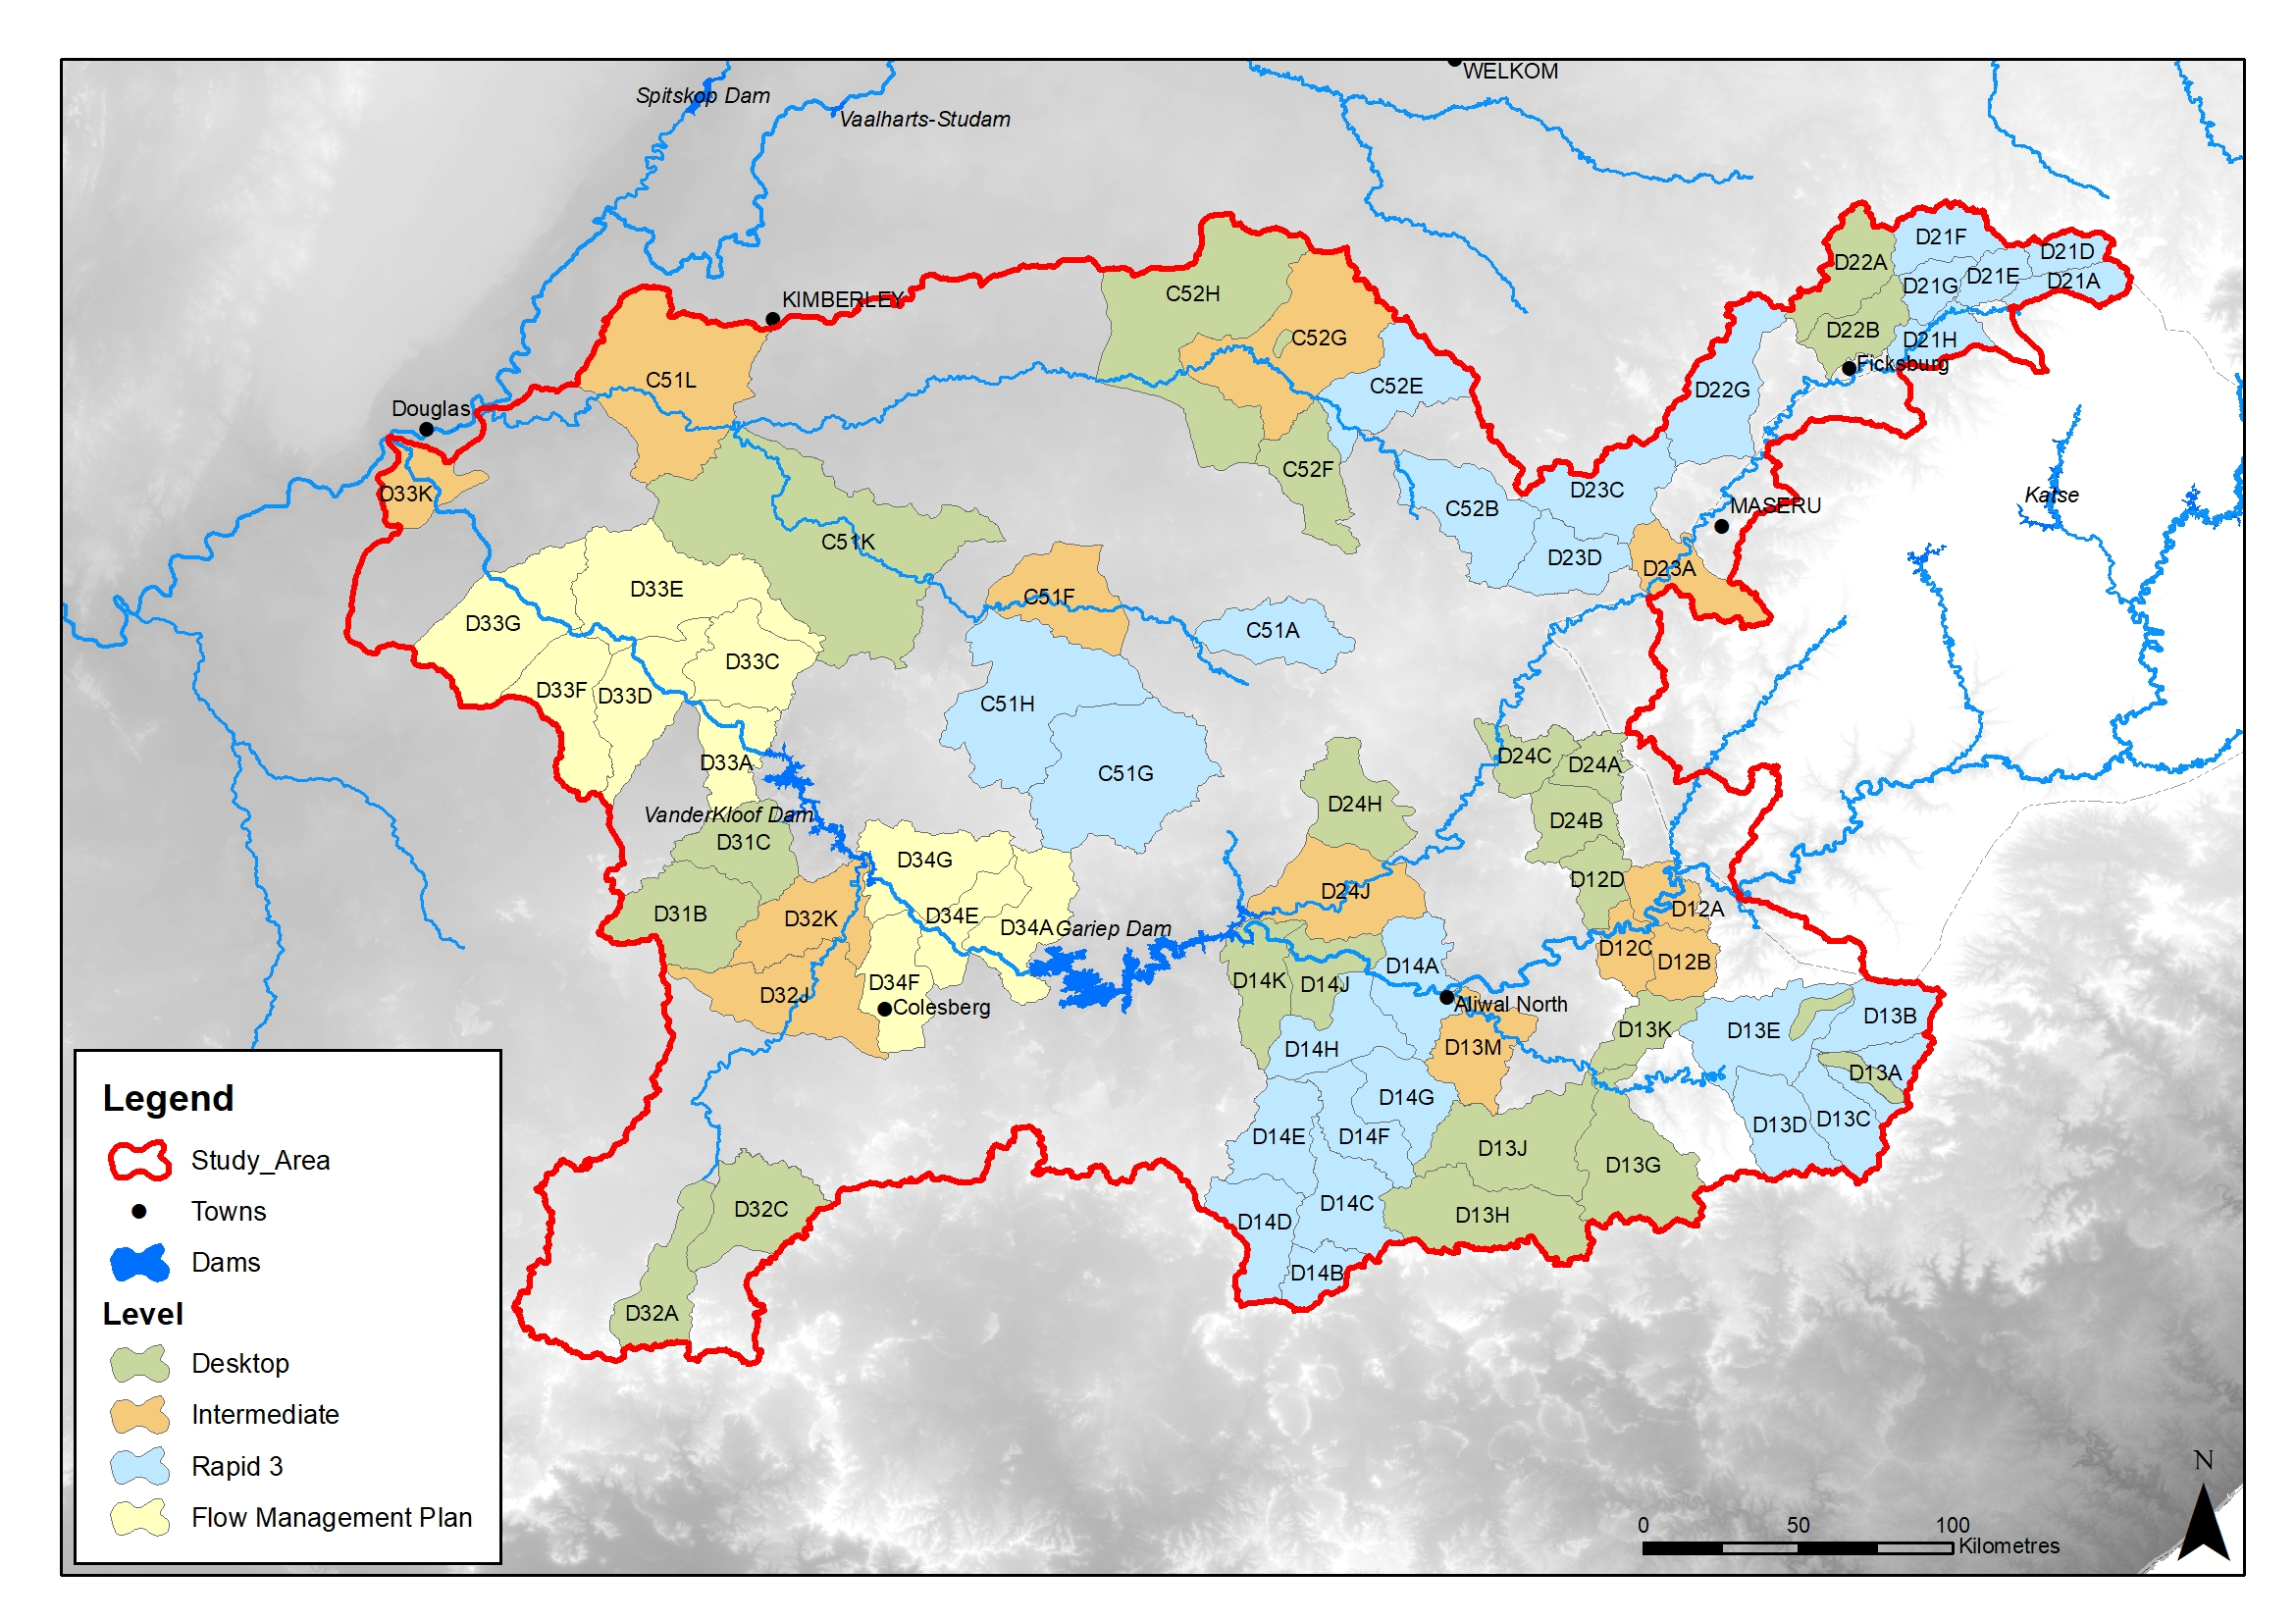 WELKOM
Spitskop Dam
Vaalharts-Studam
D21F
D21D
D22A
D21E
D21G
D21A
C52H
KIMBERLEY
D22B
C52G
D21H
Ficksburg
C51L
C52E
D22G
Douglas
C52F
D33K
D23C
Katse
C52B
MASERU
C51K
D23D
D23A
D33E
C51F
D33G
C51A
D33C
D33F
D33D
C51H
D33A
C51G
D24C
D24A
VanderKloof Dam
D24H
D24B
D31C
D34G
D12D
D24J
D31B
D32K
D34E
D34A
Gariep Dam
D12A
D12C
D12B
D14A
D34F
D14K
D14J
D32J
Colesberg
Aliwal North
D13B
D13K
D13E
D14H
D13M
D13A
D14G
D13D
D13C
D14E
D14F
D13J
D13G
D32C
D14C
D14D
D13H
D14B
D32A
Legend
Study_Area
Towns
Dams
Level
Desktop
Intermediate
Rapid 3
Flow Management Plan
N
0 50 100
Kilometres